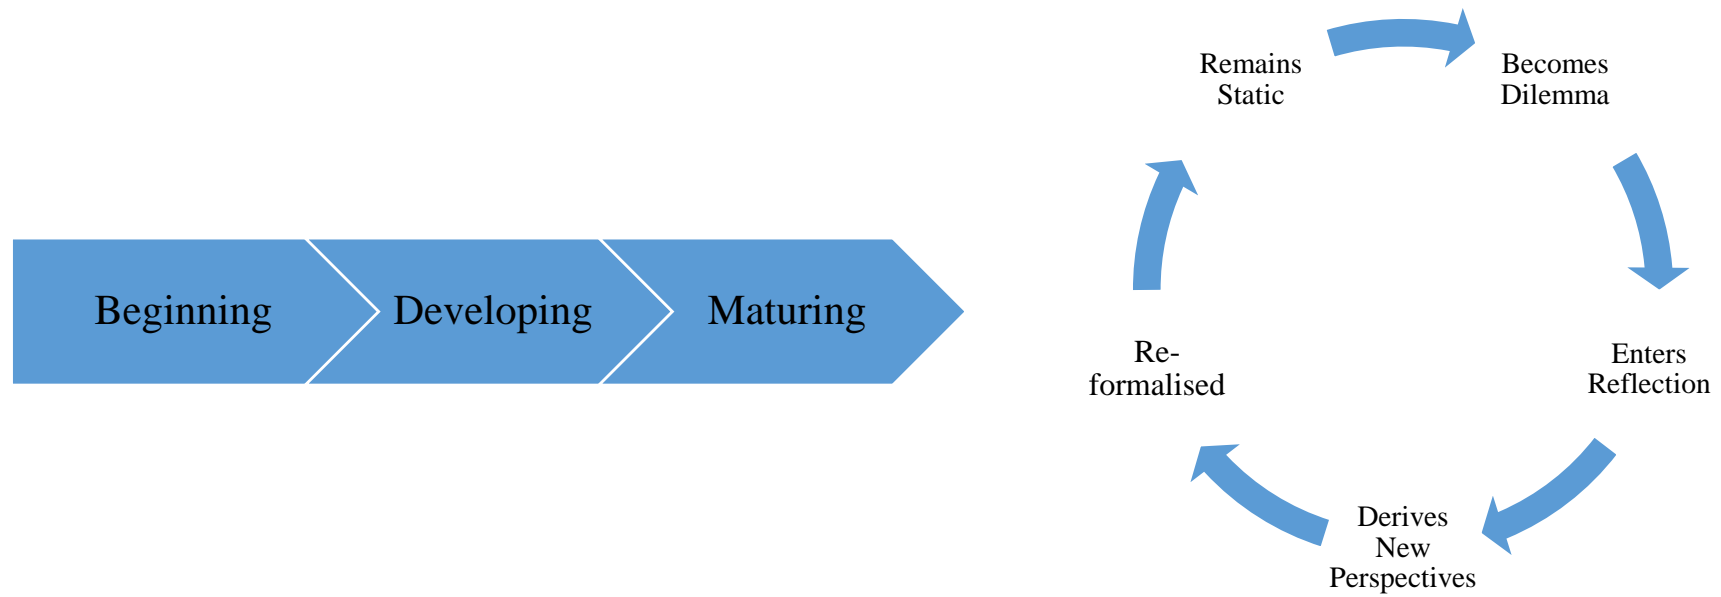 Beginning
Developing
Maturing
Remains
Static
Becomes
Dilemma
Enters
Reflection
Derives
New
Perspectives
Re-
formalised